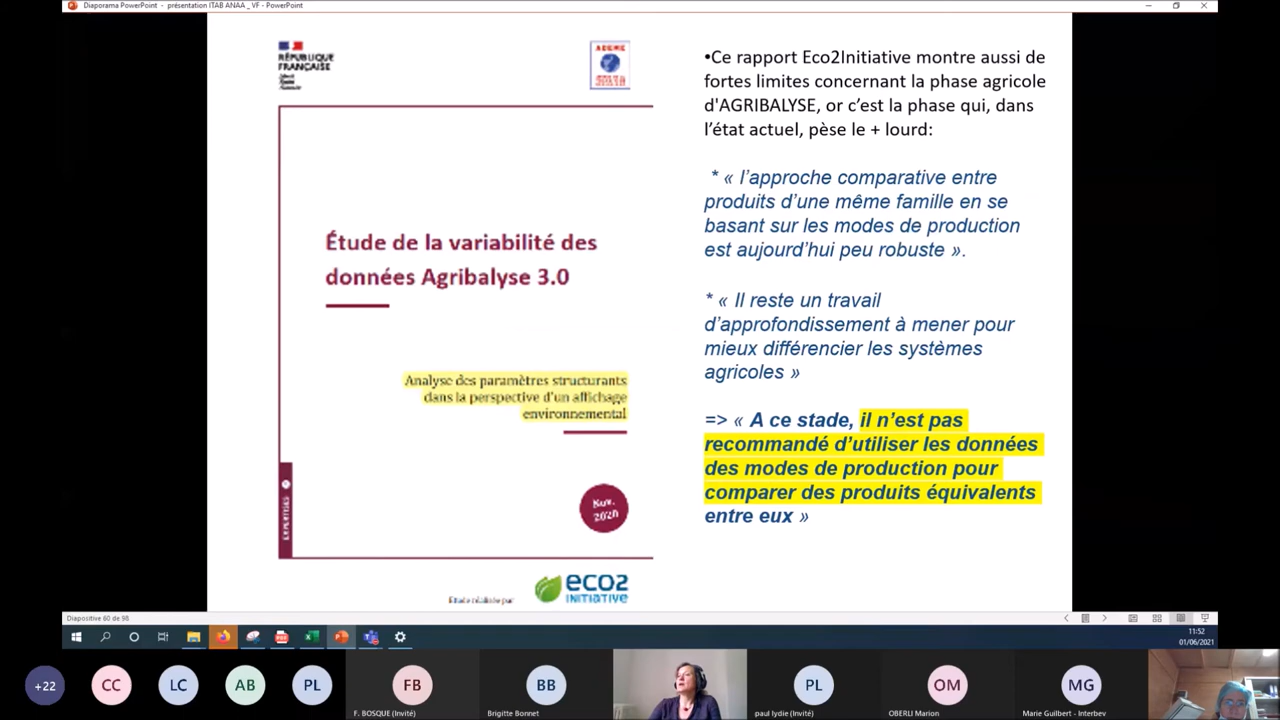 Diaporama PowerPoint - présentation ITAB ANAA _ VF - PowerPoint
RÉPUBLIQUE
FRANÇAISE
ADEME
Étude de la variabilité des
données Agribalyse 3.0
Analyse des paramètres structurants
dans la perspective d'un affichage
environnemental
EXPERTISES
Nov.
2020
Étude réalisée par
ECO2
INITIATIVE
•Ce rapport Eco2Initiative montre aussi de
fortes limites concernant la phase agricole
d'AGRIBALYSE, or c’est la phase qui, dans
l’état actuel, pèse le + lourd:
* « l’approche comparative entre
produits d’une même famille en se
basant sur les modes de production
est aujourd’hui peu robuste ».
* « Il reste un travail
d’approfondissement à mener pour
mieux différencier les systèmes
agricoles »
=> « A ce stade, il n’est pas
recommandé d’utiliser les données
des modes de production pour
comparer des produits équivalents
entre eux »
Diapositive 60 de 98
11:52
01/06/2021
+22
CC
LC
AB
PL
FB
BB
PL
OM
MG
F. BOSQUE (Invité)
Brigitte Bonnet
paul lydie (Invité)
OBERLI Marion
Marie Guilbert - Interbev